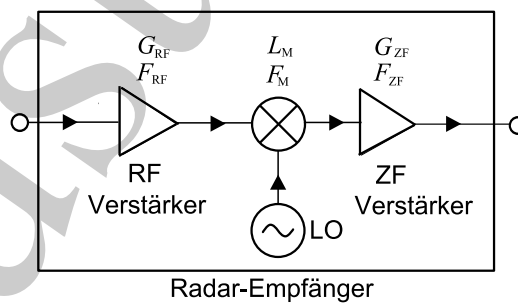 G_RF L_M G_ZF
F_RF F_M F_ZF
RF ZF
Verstärker Verstärker
LO
Radar-Empfänger